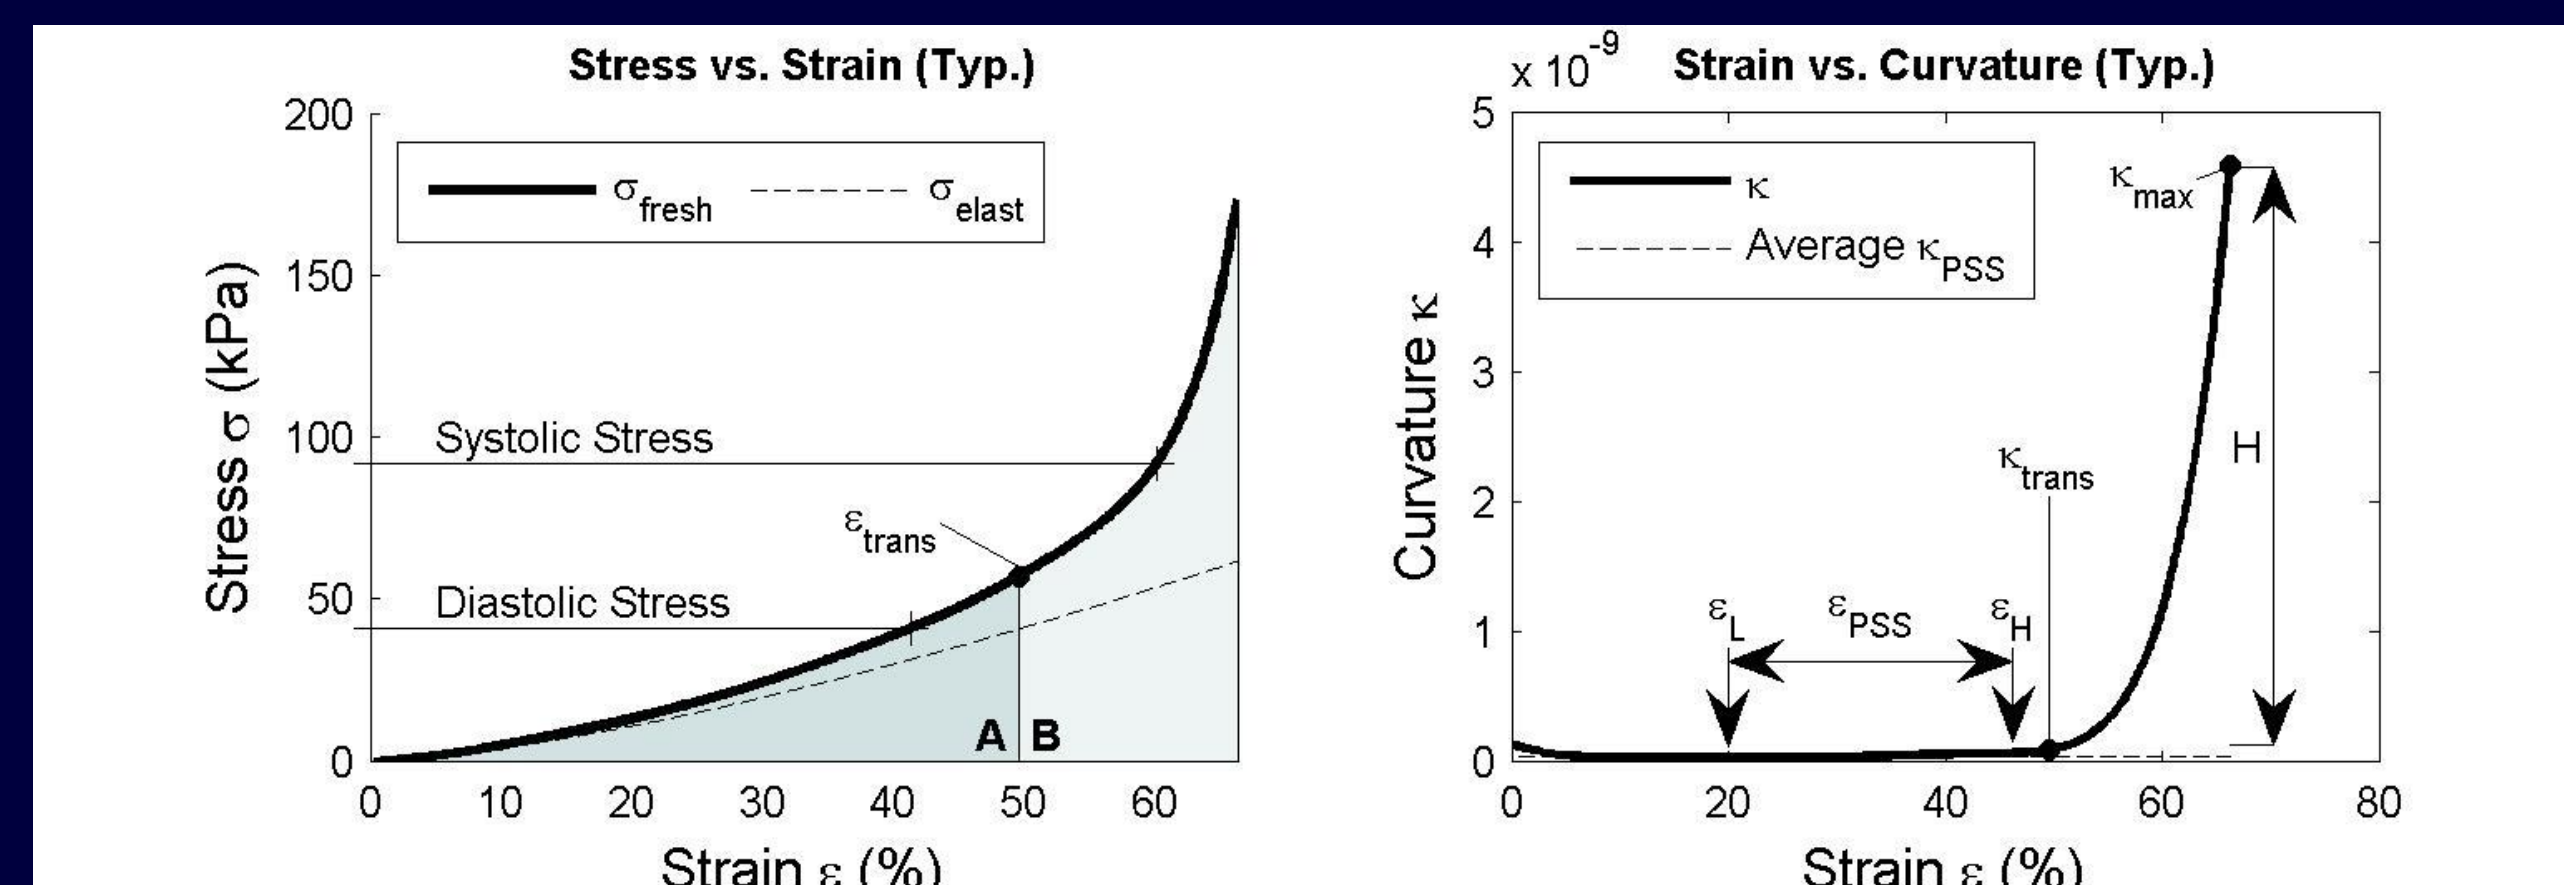 Stress vs. Strain (Typ.)
200
150
100
50
0
Stress σ (kPa)
σfresh
σelast
Systolic Stress
εtrans
Diastolic Stress
A B
0 10 20 30 40 50 60
Strain ε (%)
x 10-9
Strain vs. Curvature (Typ.)
5
4
3
2
1
0
Curvature κ
κ
Average κPSS
κmax
H
κtrans
εL
εPSS
εH
0 20 40 60 80
Strain ε (%)